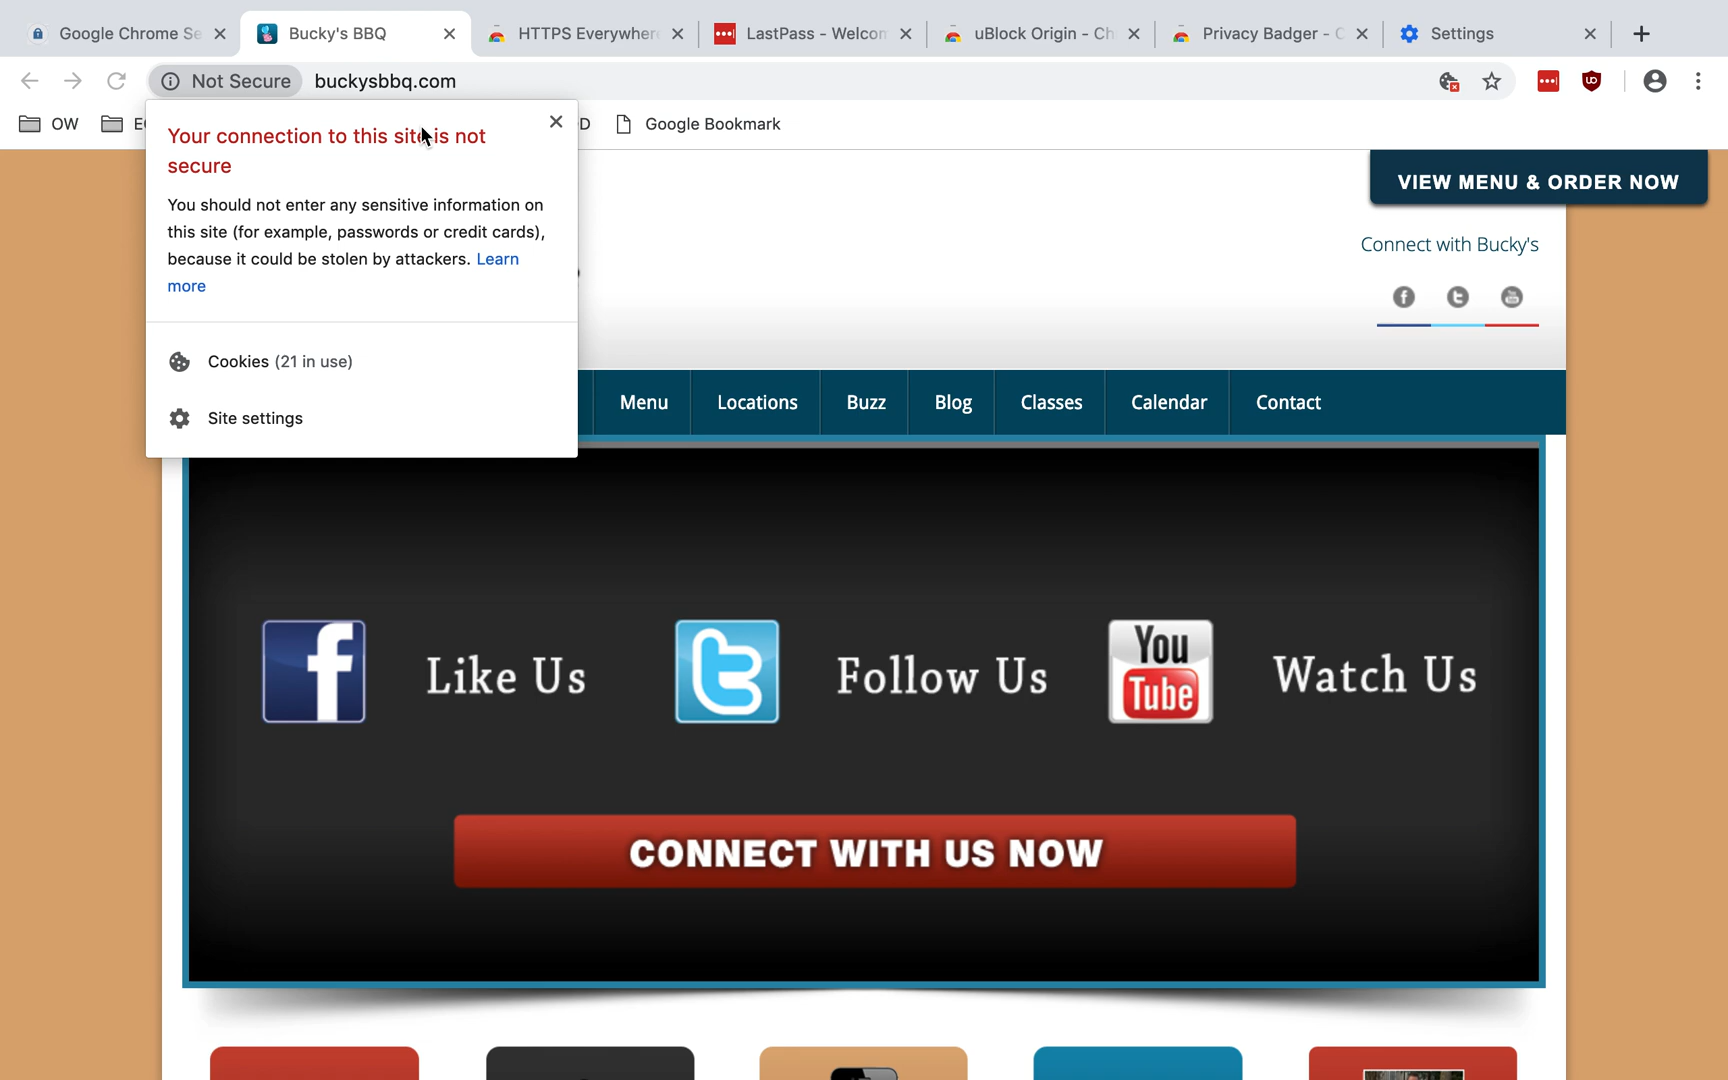 Google Chrome Se
Bucky's BBQ
HTTPS Everywher
LastPass - Welcom
uBlock Origin - Ch
Privacy Badger - C
Settings
Not Secure
buckysbbq.com
OW
D
Google Bookmark
Your connection to this site is not
secure
You should not enter any sensitive information on
this site (for example, passwords or credit cards),
because it could be stolen by attackers. Learn
more
Cookies (21 in use)
Site settings
VIEW MENU & ORDER NOW
Connect with Bucky's
Menu
Locations
Buzz
Blog
Classes
Calendar
Contact
Like Us
Follow Us
You
Tube
Watch Us
CONNECT WITH US NOW